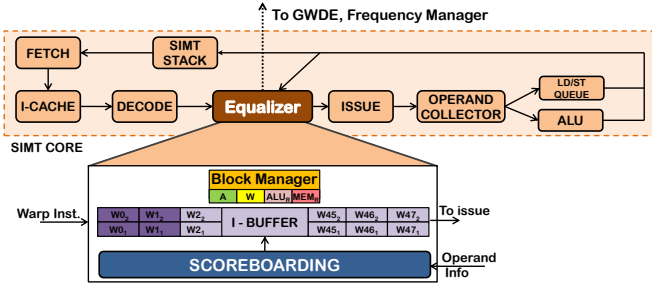 To GWDE, Frequency Manager
FETCH
SIMT
STACK
I-CACHE
DECODE
Equalizer
ISSUE
OPERAND
COLLECTOR
LD/ST
QUEUE
ALU
SIMT CORE
Block Manager
A W ALU_R MEM_R
Warp Inst.
W0_2 W1_2 W2_2 I - BUFFER W45_2 W46_2 W47_2
W0_1 W1_1 W2_1 W45_1 W46_1 W47_1
To issue
SCOREBOARDING
Operand
Info